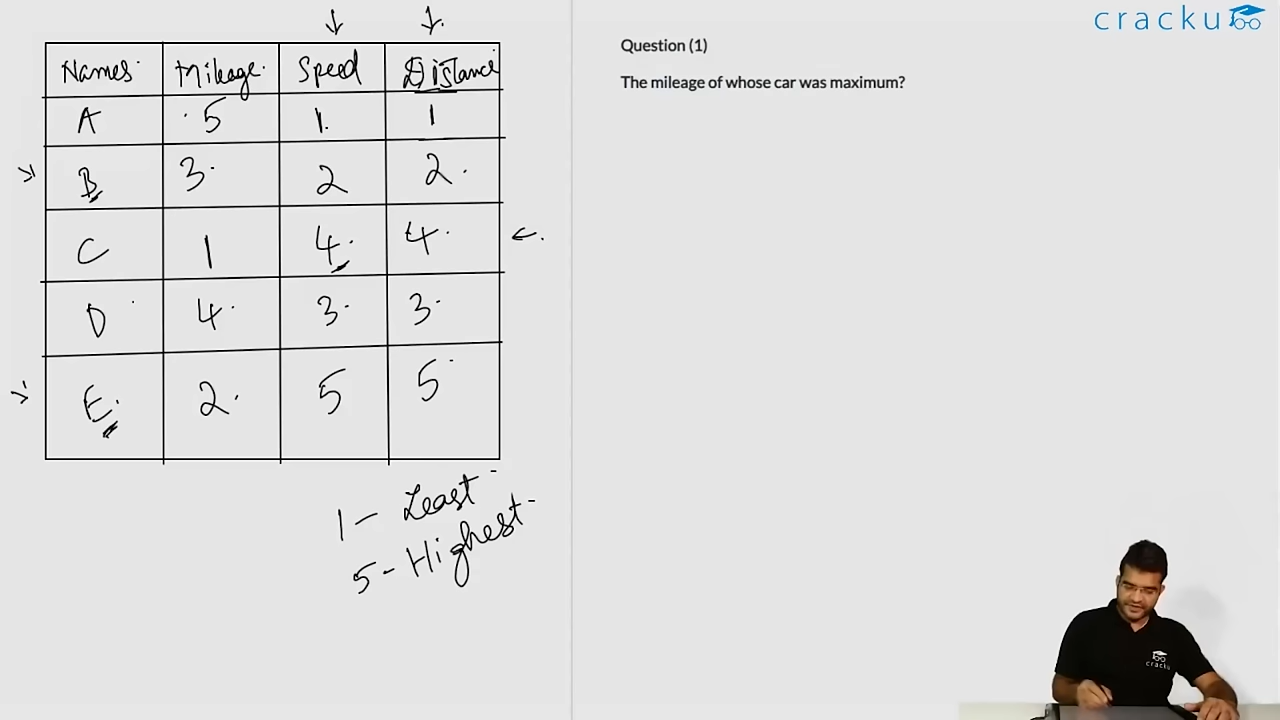 cracku
Names Mileage Speed Distance
A 5 1 1
B 3 2 2
C 1 4 4
D 4 3 3
E 2 5 5
1 - Least
5 - Highest
Question (1)
The mileage of whose car was maximum?
cracku